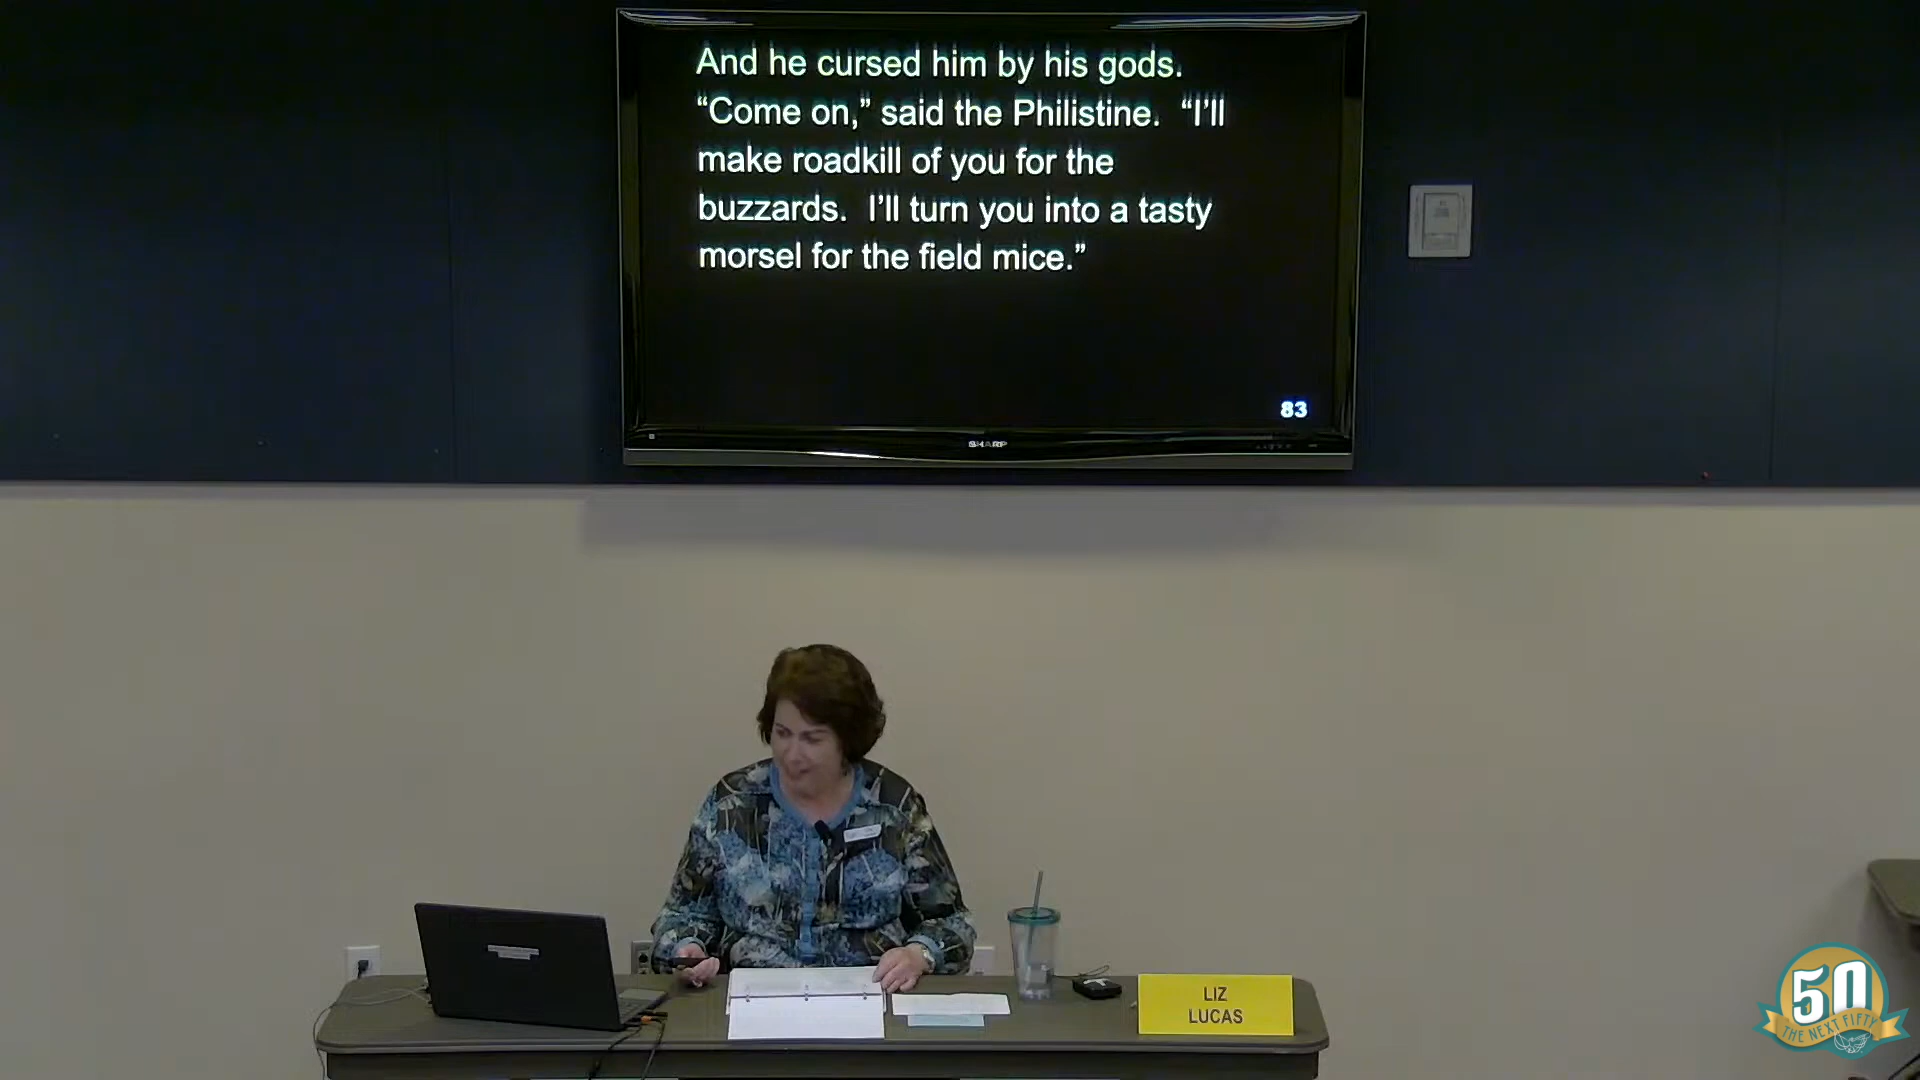 And he cursed him by his gods.
“Come on,” said the Philistine.  “I’ll
make roadkill of you for the
buzzards.  I’ll turn you into a tasty
morsel for the field mice.”
83
SHARP
LIZ
LUCAS
50
THE NEXT FIFTY